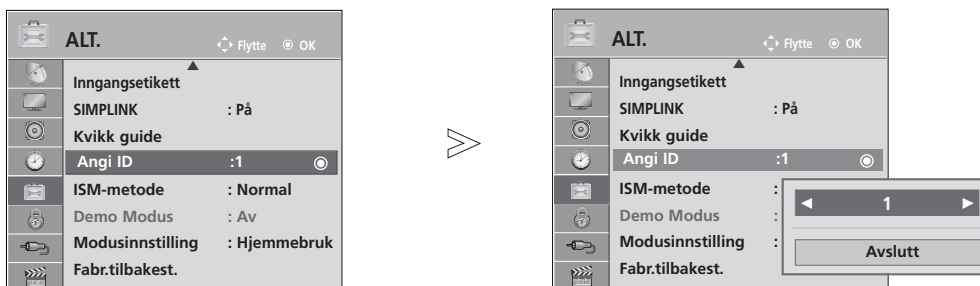 ALT. Flytte OK
Inngangsetikett
SIMPLINK : På
Kvikk guide
Angi ID :1
ISM-metode : Normal
Demo Modus : Av
Modusinnstilling : Hjemmebruk
Fabr.tilbakest.
ALT. Flytte OK
Inngangsetikett
SIMPLINK : På
Kvikk guide
Angi ID :1
ISM-metode :
Demo Modus :
Modusinnstilling :
Fabr.tilbakest.
1
Avslutt